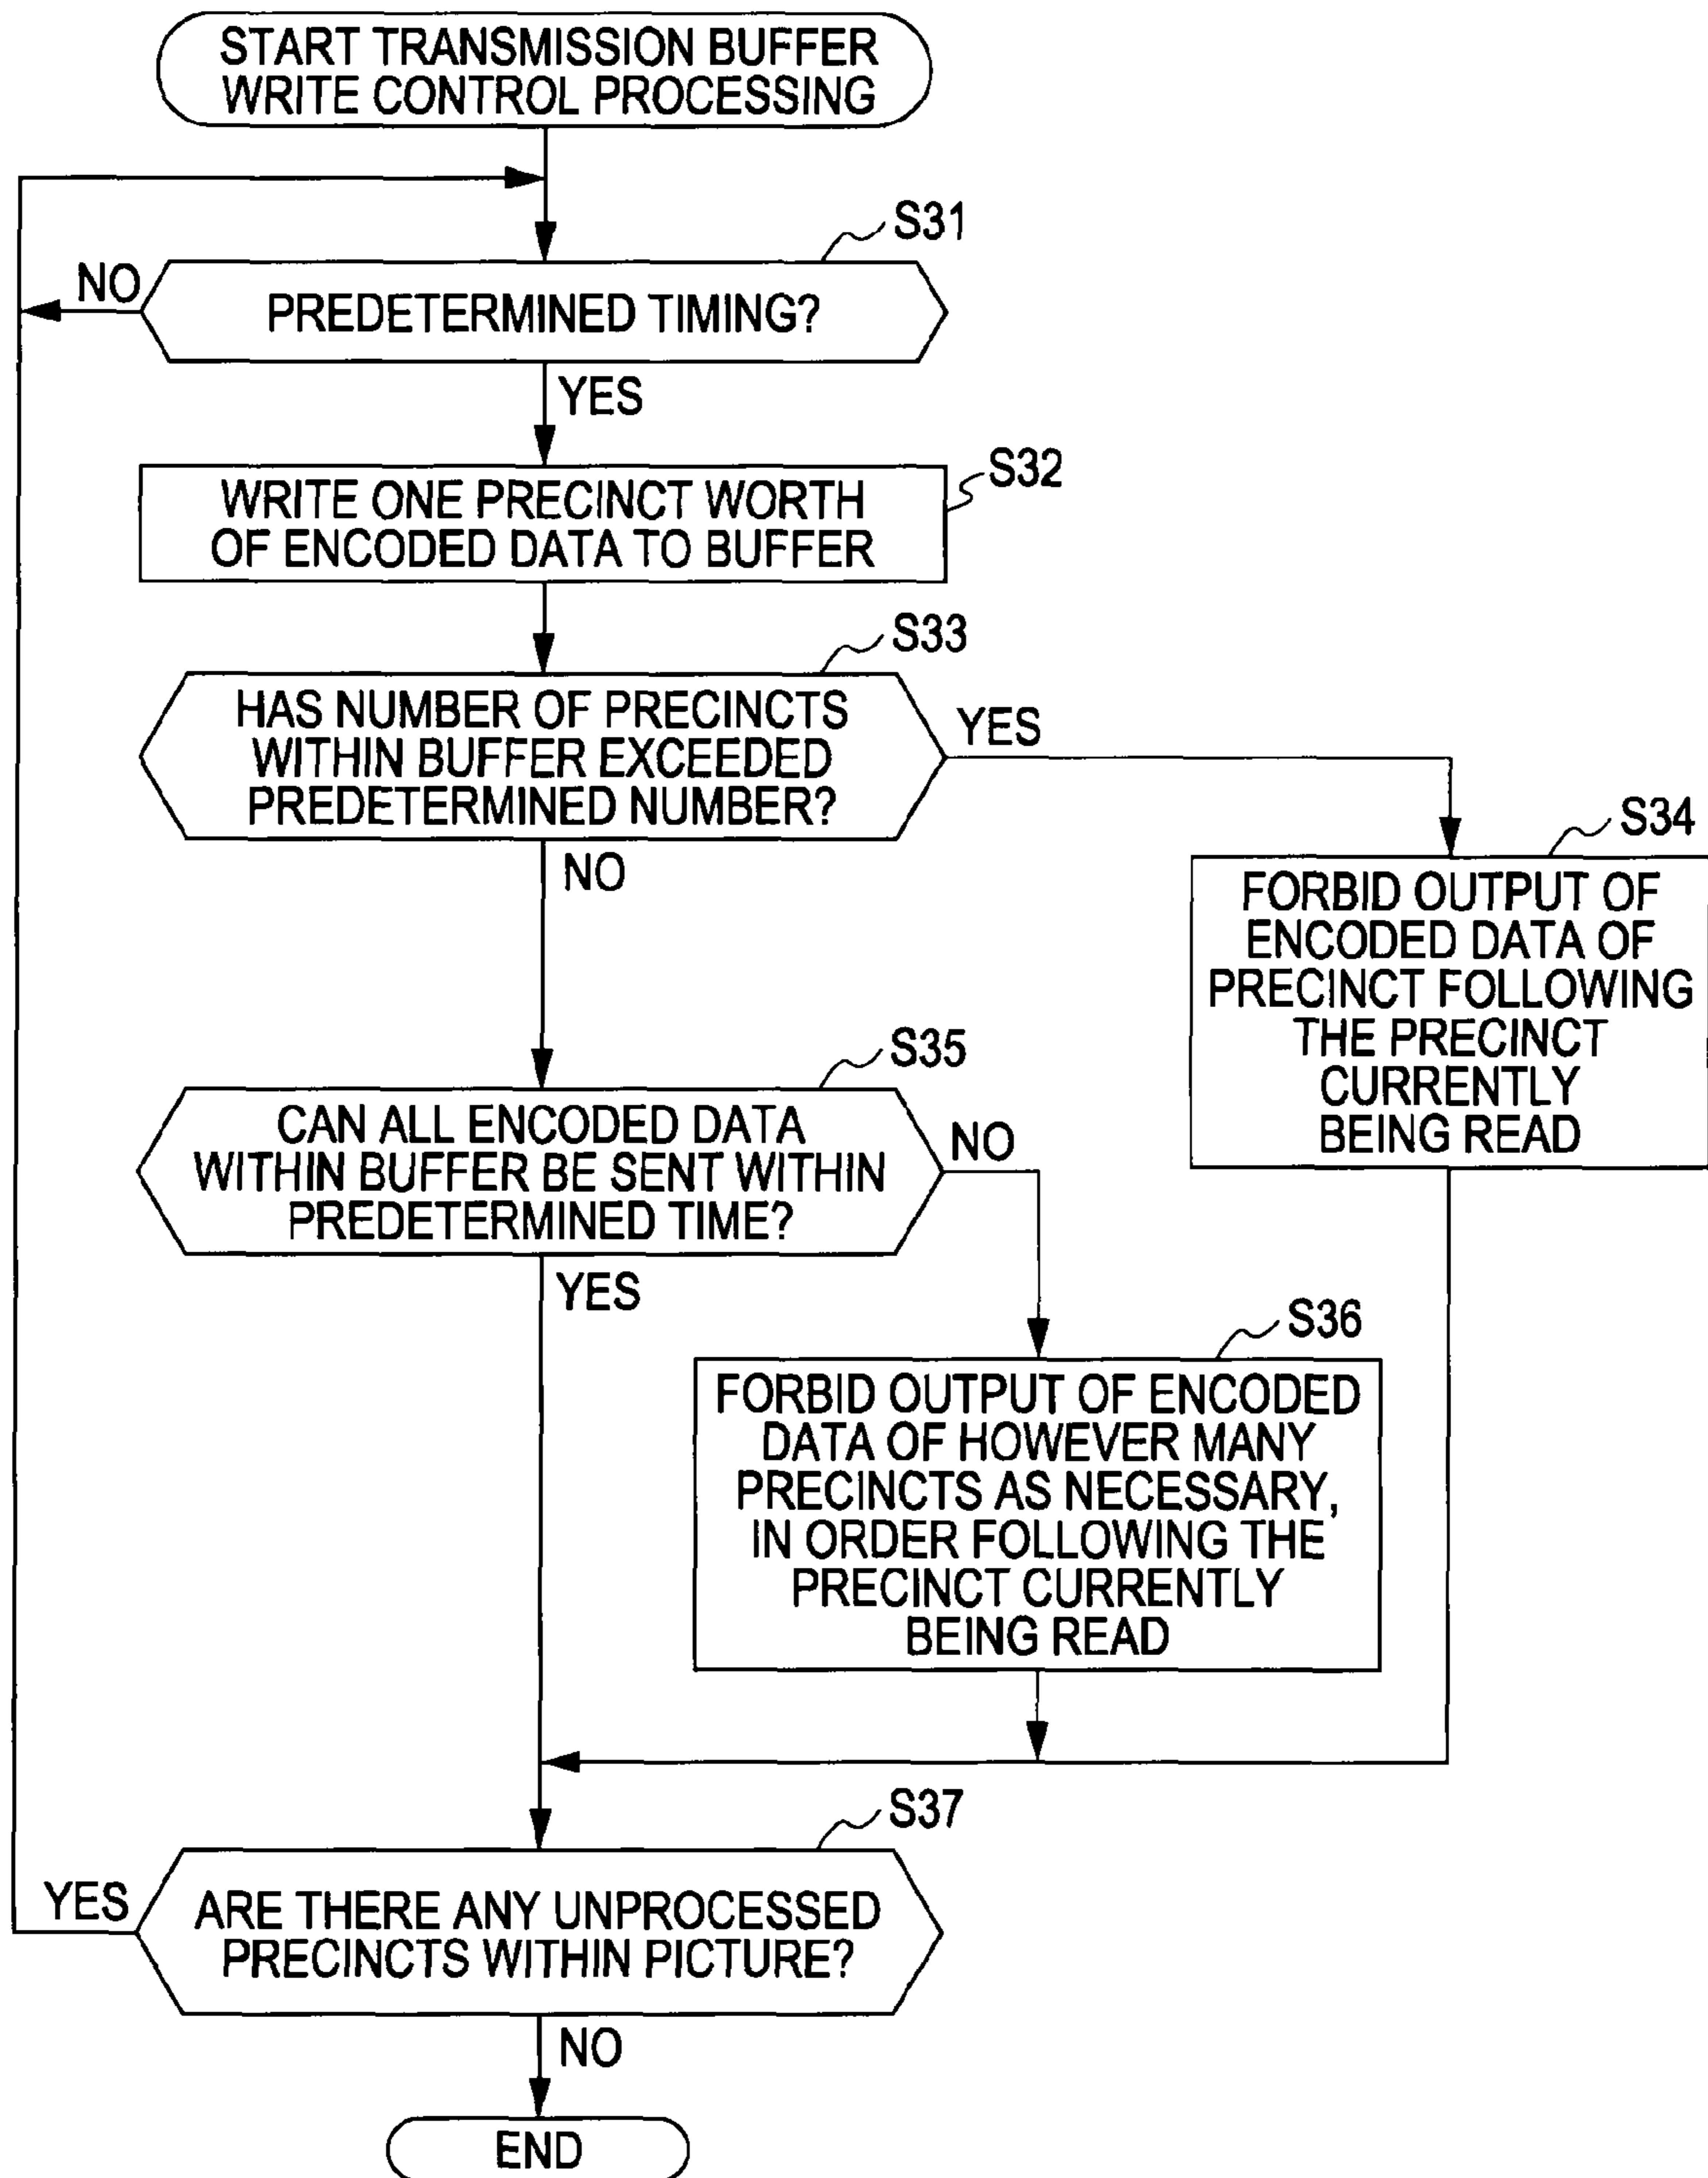 START TRANSMISSION BUFFER
WRITE CONTROL PROCESSING
S31
NO
PREDETERMINED TIMING?
YES
S32
WRITE ONE PRECINCT WORTH
OF ENCODED DATA TO BUFFER
S33
HAS NUMBER OF PRECINCTS
WITHIN BUFFER EXCEEDED
PREDETERMINED NUMBER?
YES
NO
S34
FORBID OUTPUT OF
ENCODED DATA OF
PRECINCT FOLLOWING
THE PRECINCT
CURRENTLY
BEING READ
S35
CAN ALL ENCODED DATA
WITHIN BUFFER BE SENT WITHIN
PREDETERMINED TIME?
NO
YES
S36
FORBID OUTPUT OF ENCODED
DATA OF HOWEVER MANY
PRECINCTS AS NECESSARY,
IN ORDER FOLLOWING THE
PRECINCT CURRENTLY
BEING READ
S37
YES
ARE THERE ANY UNPROCESSED
PRECINCTS WITHIN PICTURE?
NO
END